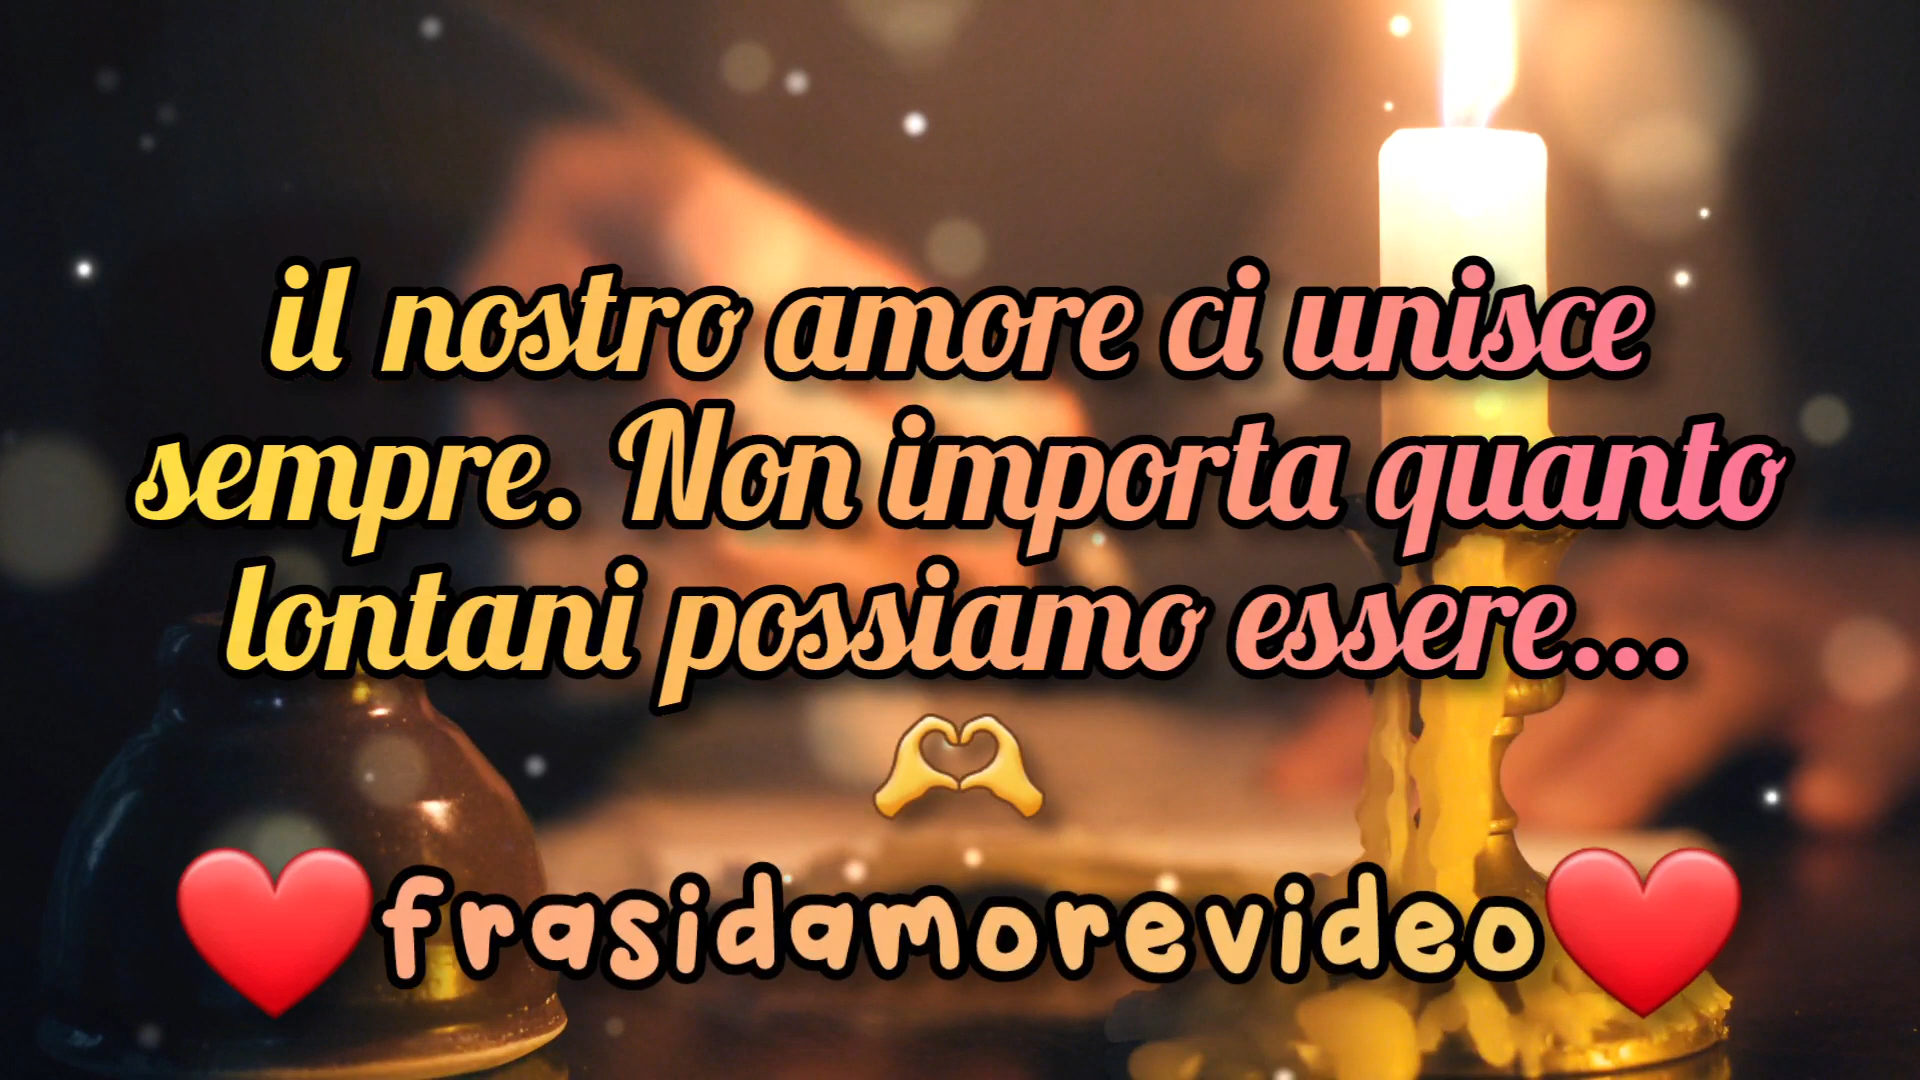 il nostro amore ci unisce
sempre. Non importa quanto
lontani possiamo essere...
🫶
❤️frasidamorevideo❤️